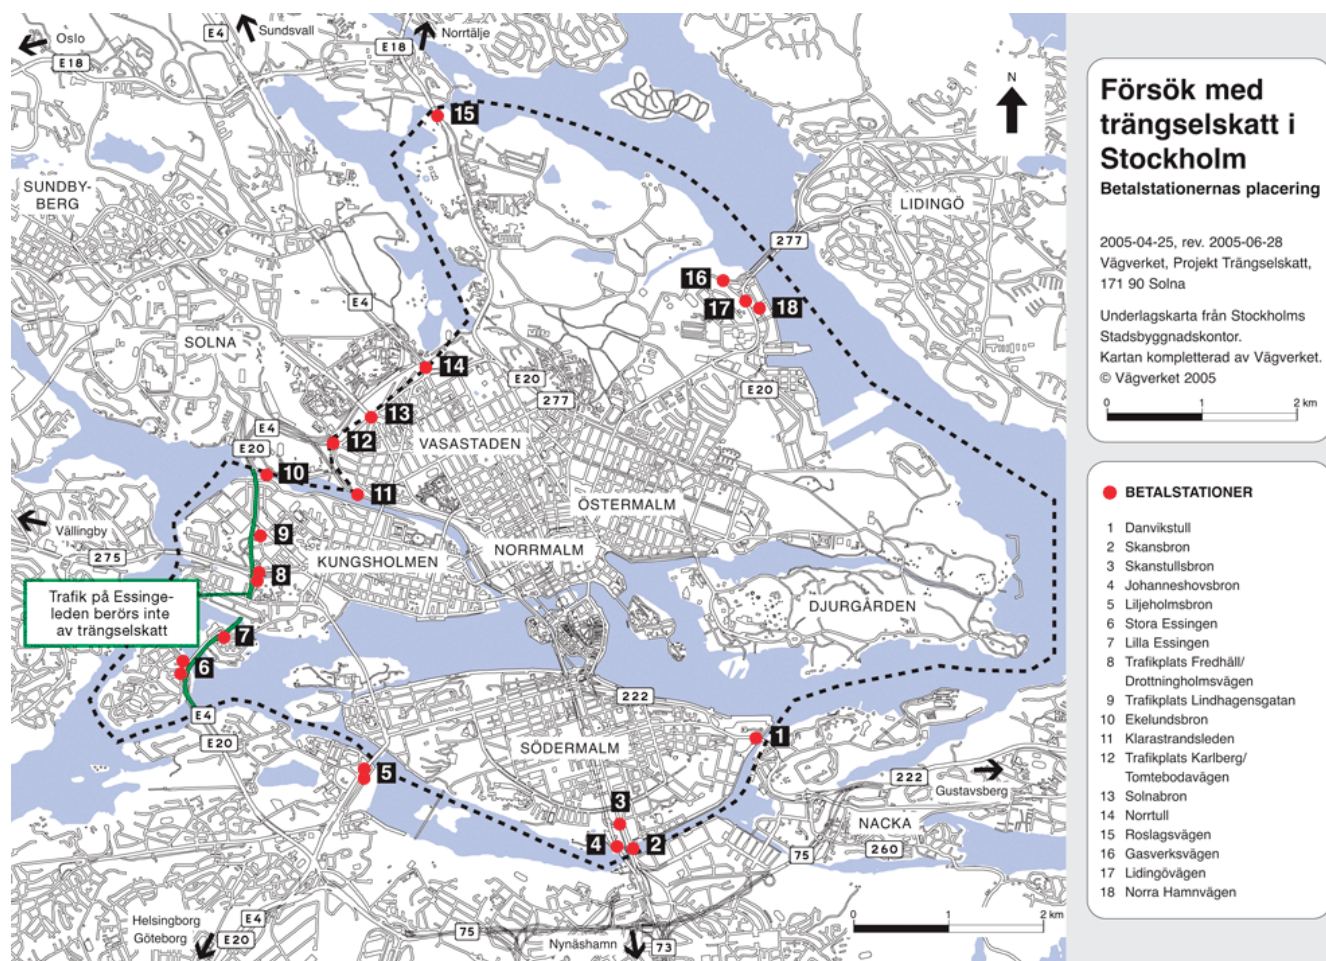 Oslo
E18
E4
Sundsvall
E18
Norrtälje
15
N
SUNDBY-
BERG
LIDINGÖ
277
16
17
18
E4
SOLNA
14
E20
277
E20
13
E4
12
VASASTADEN
E20
10
11
ÖSTERMALM
Vällingby
275
9
NORRMALM
KUNGSHOLMEN
8
Trafik på Essinge-
leden berörs inte
av trängselskatt
DJURGÅRDEN
7
6
222
E4
E20
1
SÖDERMALM
5
222
Gustavsberg
3
NACKA
4
2
75
260
Helsingborg
Göteborg
E4
E20
75
Nynäshamn
73
0
1
2 km
Försök med
trängselskatt i
Stockholm
Betalstationernas placering
2005-04-25, rev. 2005-06-28
Vägverket, Projekt Trängselskatt,
171 90 Solna
Underlagskarta från Stockholms
Stadsbyggnadskontor.
Kartan kompletterad av Vägverket.
© Vägverket 2005
0
1
2 km
BETALSTATIONER
1 Danvikstull
2 Skansbron
3 Skanstullsbron
4 Johanneshovsbron
5 Liljeholmsbron
6 Stora Essingen
7 Lilla Essingen
8 Trafikplats Fredhäll/
Drottningholmsvägen
9 Trafikplats Lindhagensgatan
10 Ekelundsbron
11 Klarastrandsleden
12 Trafikplats Karlberg/
Tomtebodavägen
13 Solnabron
14 Norrtull
15 Roslagsvägen
16 Gasverksvägen
17 Lidingövägen
18 Norra Hamnvägen